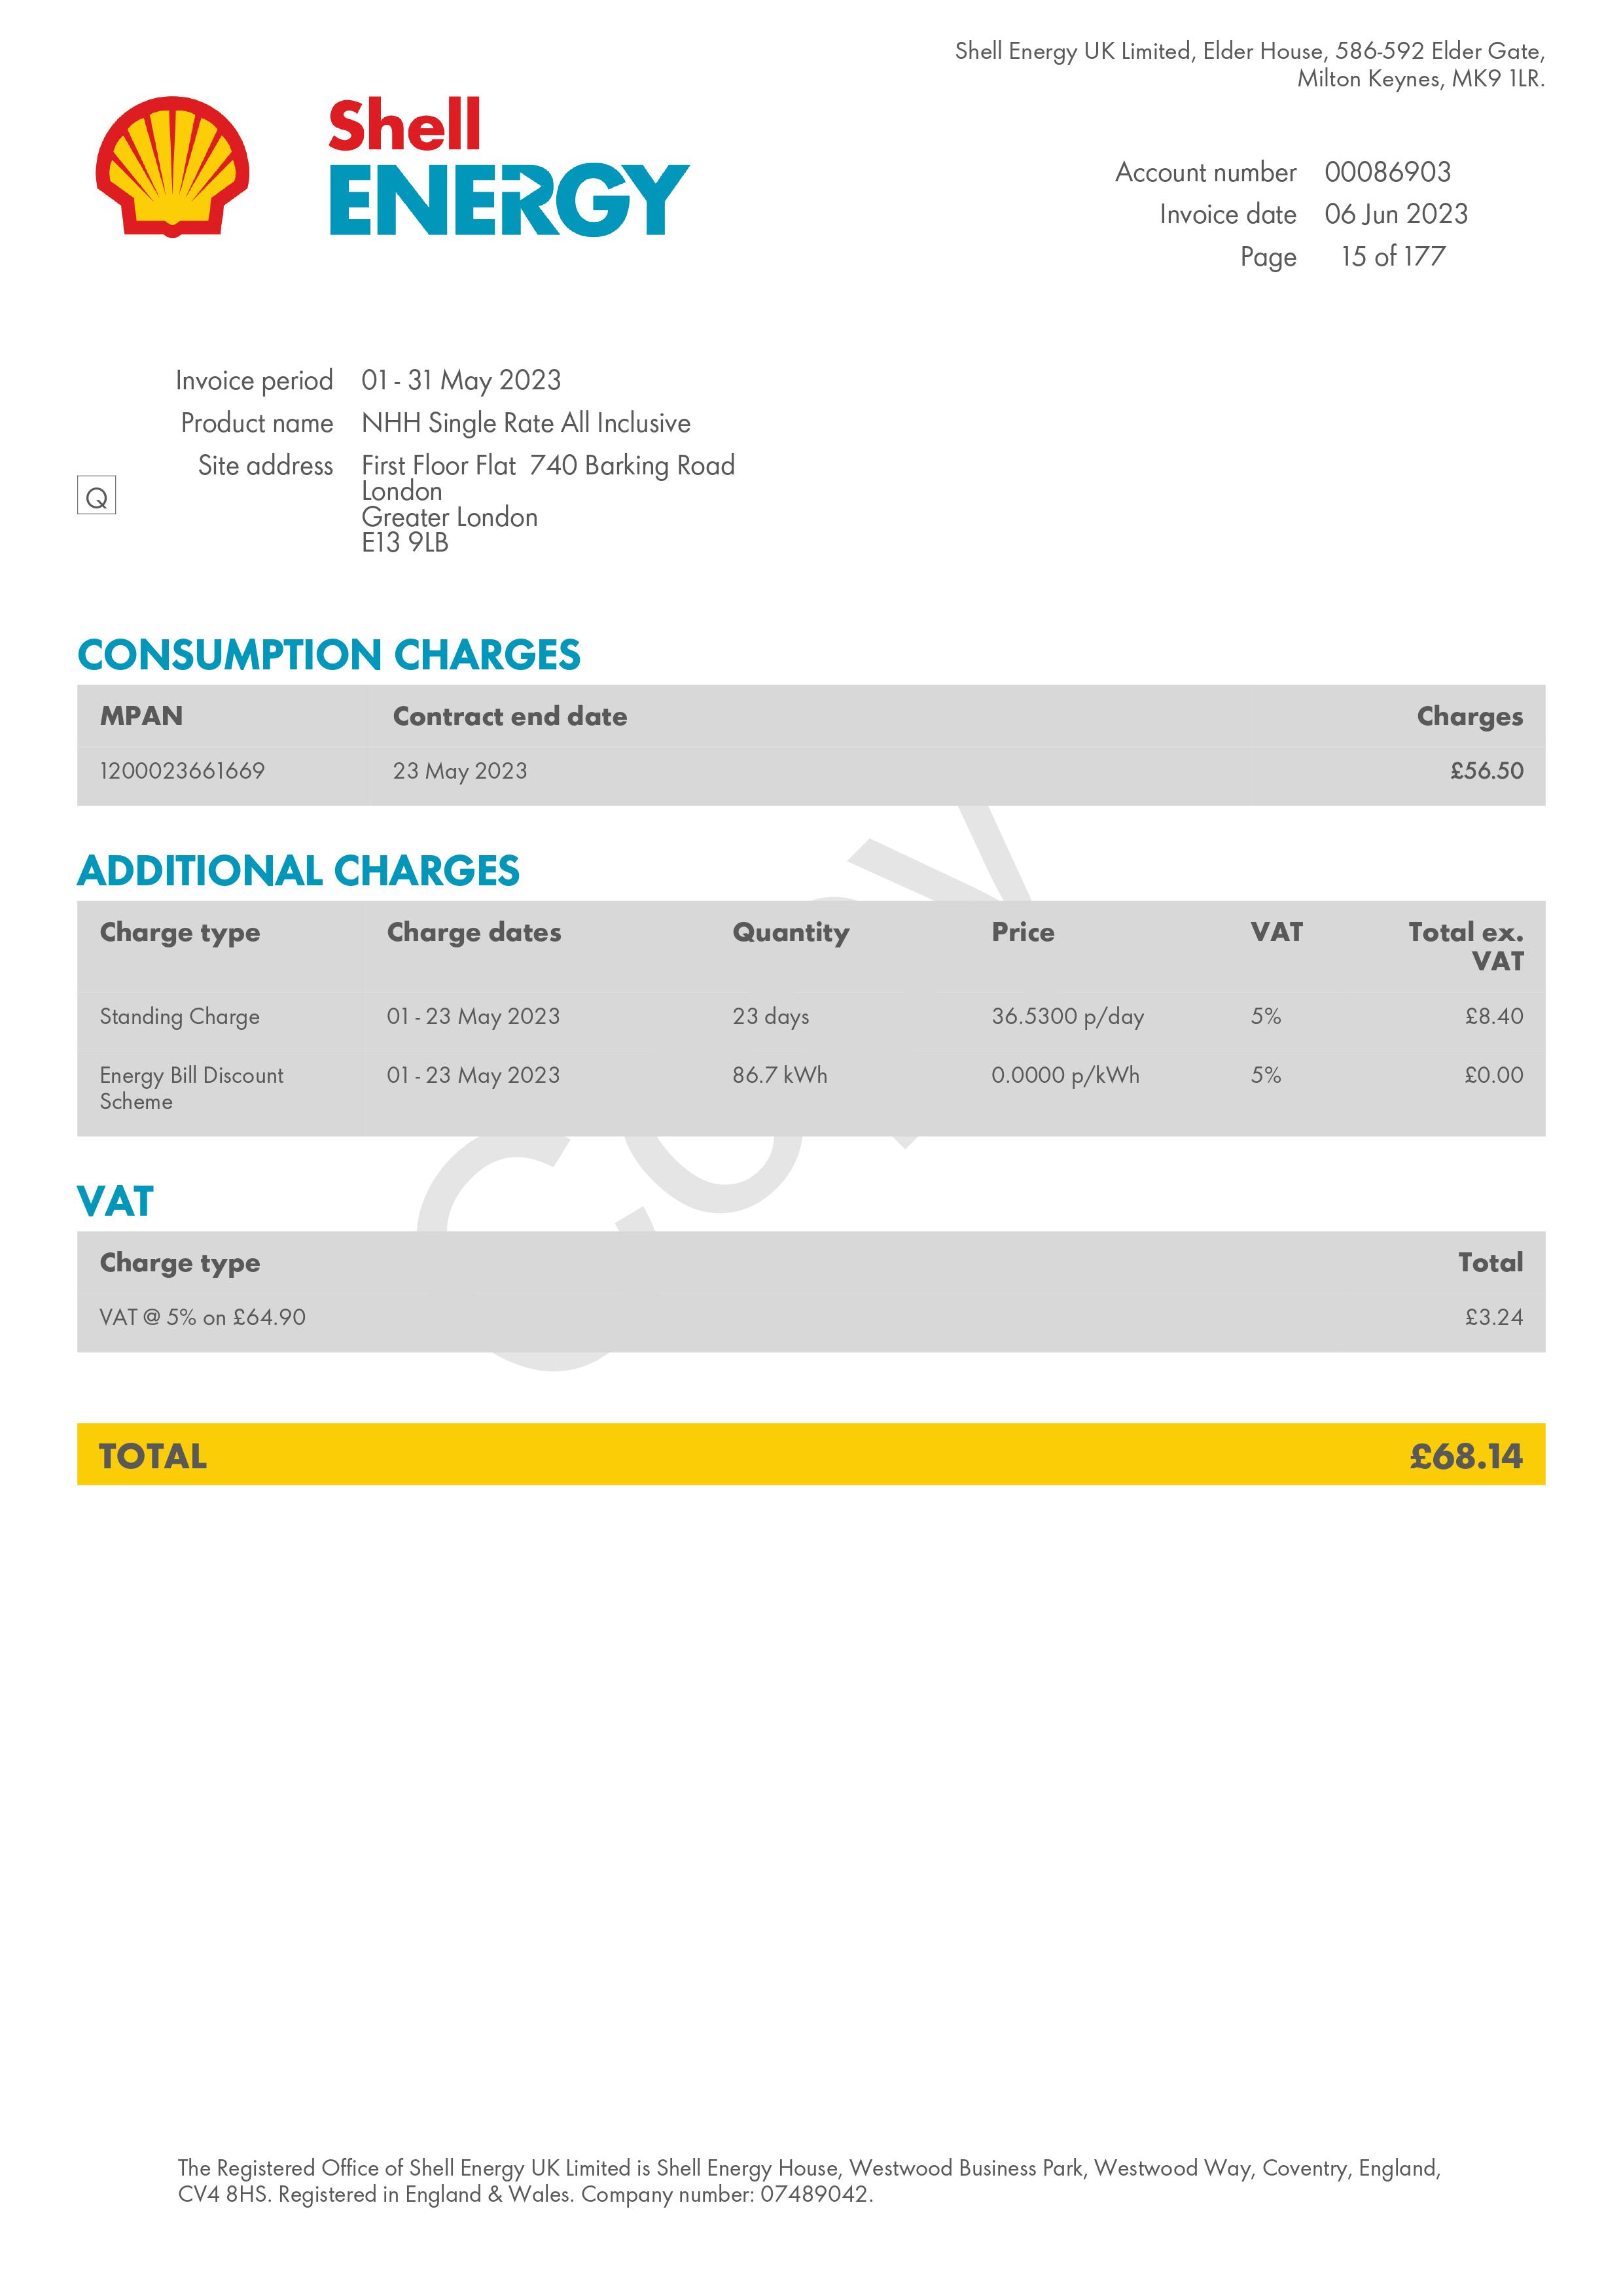 Shell Energy UK Limited, Elder House, 586-592 Elder Gate,
Milton Keynes, MK9 1LR.
Shell
ENERGY
Account number 00086903
Invoice date 06 Jun 2023
Page 15 of 177
Invoice period 01 - 31 May 2023
Product name NHH Single Rate All Inclusive
Site address First Floor Flat 740 Barking Road
London
Q
Greater London
E13 9LB
CONSUMPTION CHARGES
MPAN Contract end date Charges
1200023661669 23 May 2023 £56.50
ADDITIONAL CHARGES
Charge type Charge dates Quantity Price VAT Total ex.
VAT
Standing Charge 01 - 23 May 2023 23 days 36.5300 p/day 5% £8.40
Energy Bill Discount 01 - 23 May 2023 86.7 kWh 0.0000 p/kWh 5% £0.00
Scheme
Copy
VAT
Charge type Total
VAT @ 5% on £64.90 £3.24
TOTAL £68.14
The Registered Office of Shell Energy UK Limited is Shell Energy House, Westwood Business Park, Westwood Way, Coventry, England,
CV4 8HS. Registered in England & Wales. Company number: 07489042.